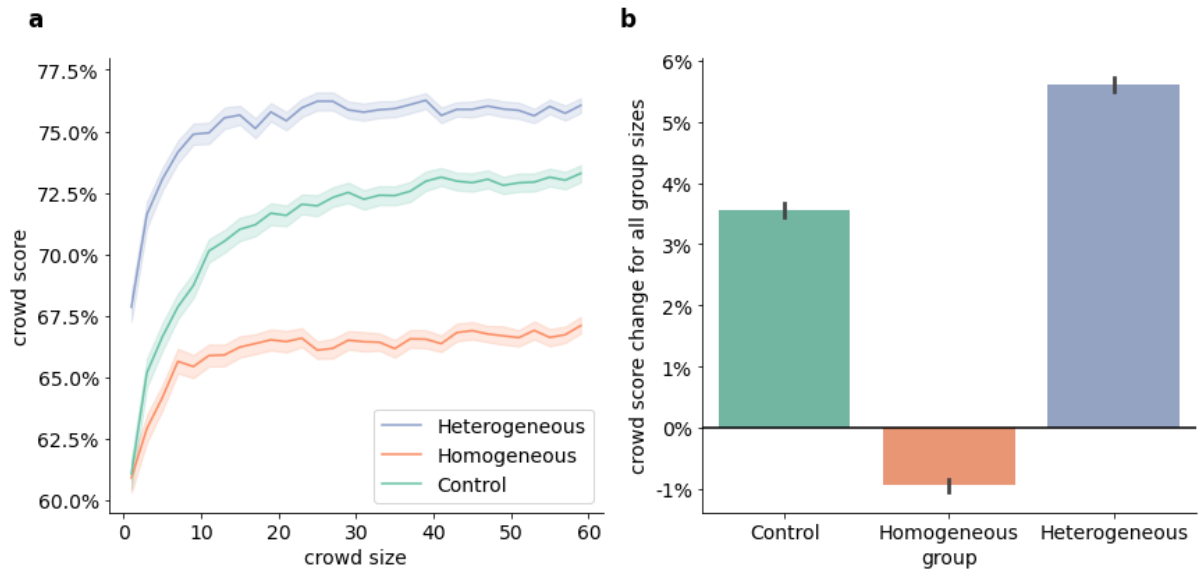 a
crowd score
77.5%
75.0%
72.5%
70.0%
67.5%
65.0%
62.5%
60.0%
0 10 20 30 40 50 60
crowd size
Heterogeneous
Homogeneous
Control
b
crowd score change for all group sizes
6%
5%
4%
3%
2%
1%
0%
-1%
Control Homogeneous Heterogeneous
group